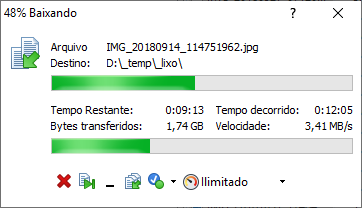 48% Baixando
Arquivo IMG_20180914_114751962.jpg
Destino: D:\_temp\_lixo\
Tempo Restante: 0:09:13 Tempo decorrido: 0:12:05
Bytes transferidos: 1,74 GB Velocidade: 3,41 MB/s
Ilimitado